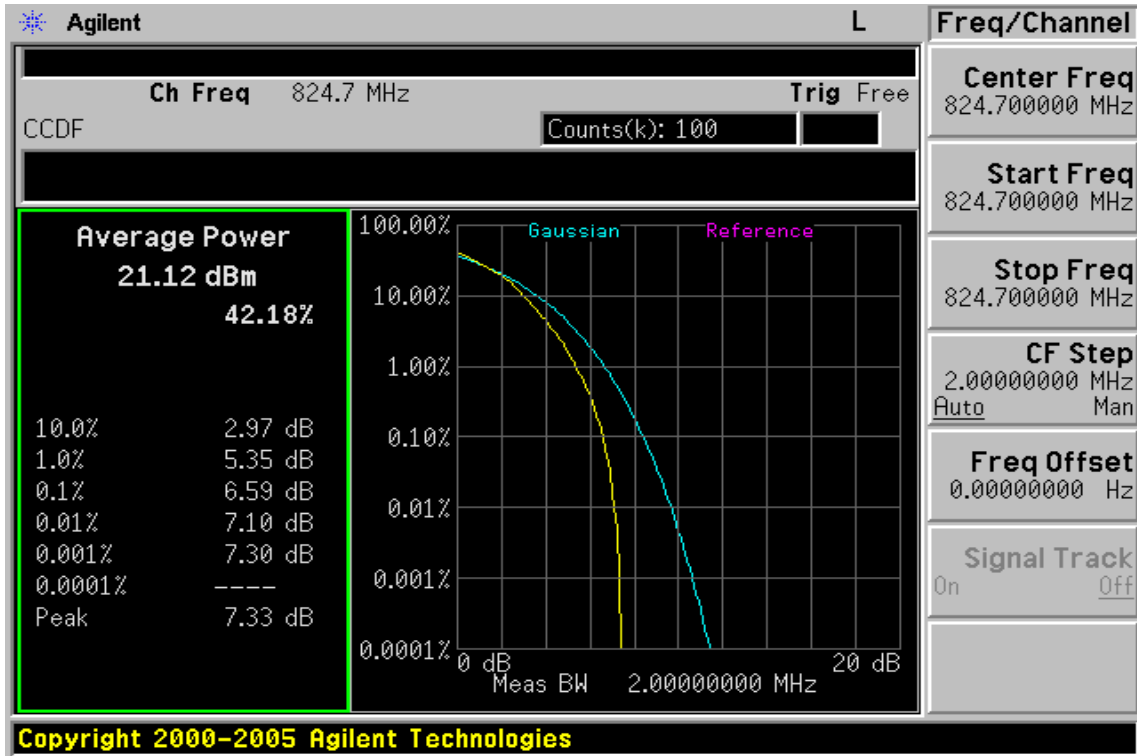 Agilent L
Ch Freq 824.7 MHz Trig Free
CCDF Counts(k): 100
Average Power
21.12 dBm
42.18%
10.0% 2.97 dB
1.0% 5.35 dB
0.1% 6.59 dB
0.01% 7.10 dB
0.001% 7.30 dB
0.0001% ----
Peak 7.33 dB
Gaussian Reference
100.00%
10.00%
1.00%
0.10%
0.01%
0.001%
0.0001%
0 dB 20 dB
Meas BW 2.00000000 MHz
Freq/Channel
Center Freq
824.700000 MHz
Start Freq
824.700000 MHz
Stop Freq
824.700000 MHz
CF Step
2.00000000 MHz
Auto Man
Freq Offset
0.00000000 Hz
Signal Track
On Off
Copyright 2000-2005 Agilent Technologies